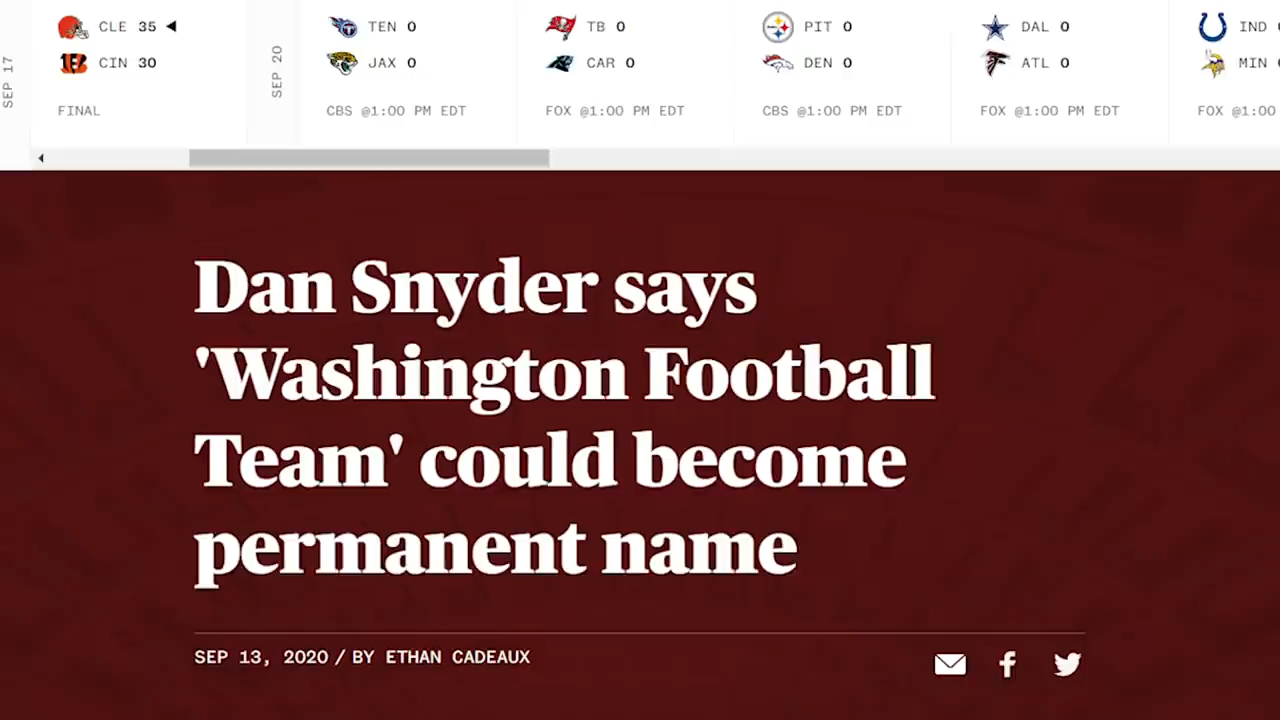 SEP 17
CLE 35 ◀
CIN 30
FINAL
SEP 20
TEN 0
JAX 0
CBS @1:00 PM EDT
TB 0
CAR 0
FOX @1:00 PM EDT
PIT 0
DEN 0
CBS @1:00 PM EDT
DAL 0
ATL 0
FOX @1:00 PM EDT
IND
MIN
FOX @1:00
Dan Snyder says
'Washington Football
Team' could become
permanent name
SEP 13, 2020 / BY ETHAN CADEAUX